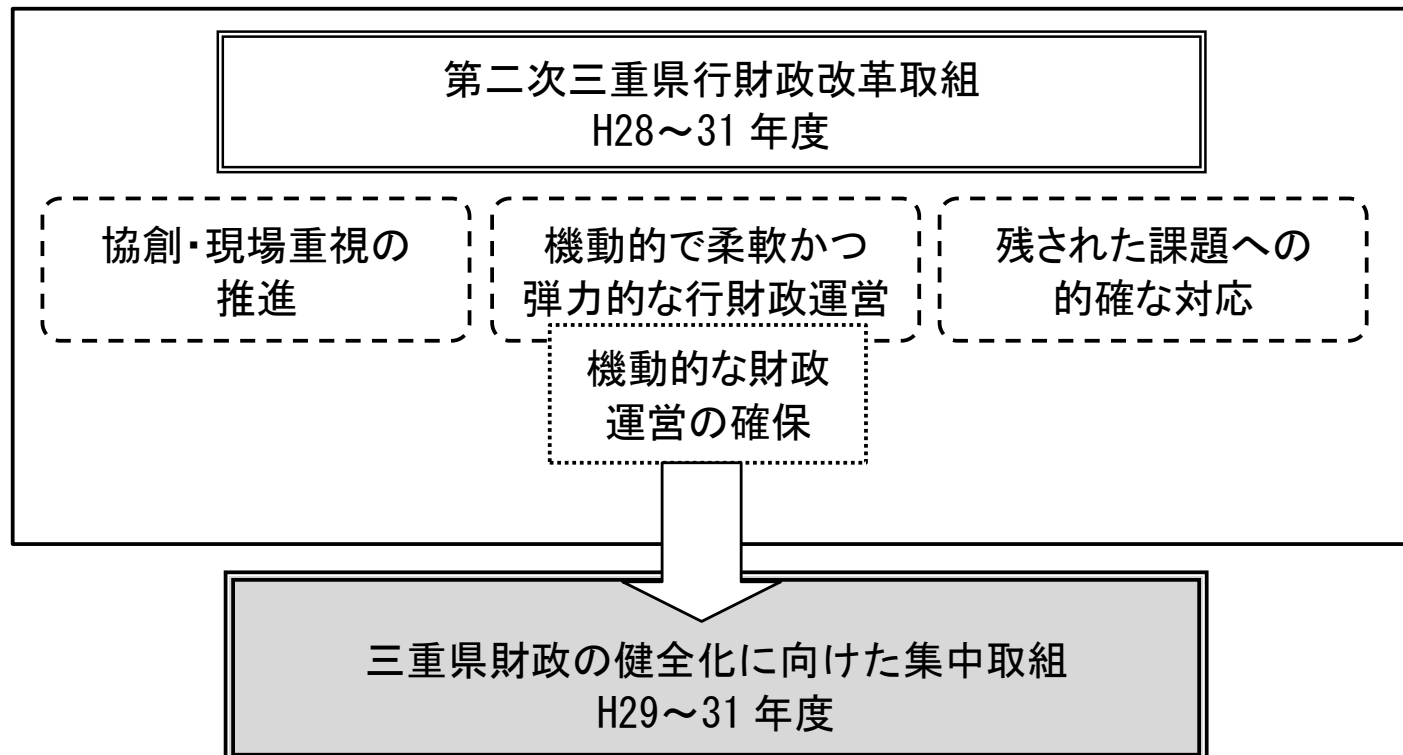 第二次三重県行財政改革取組
H28～31 年度
協創・現場重視の
推進
機動的で柔軟かつ
弾力的な行財政運営
残された課題への
的確な対応
機動的な財政
運営の確保
三重県財政の健全化に向けた集中取組
H29～31 年度